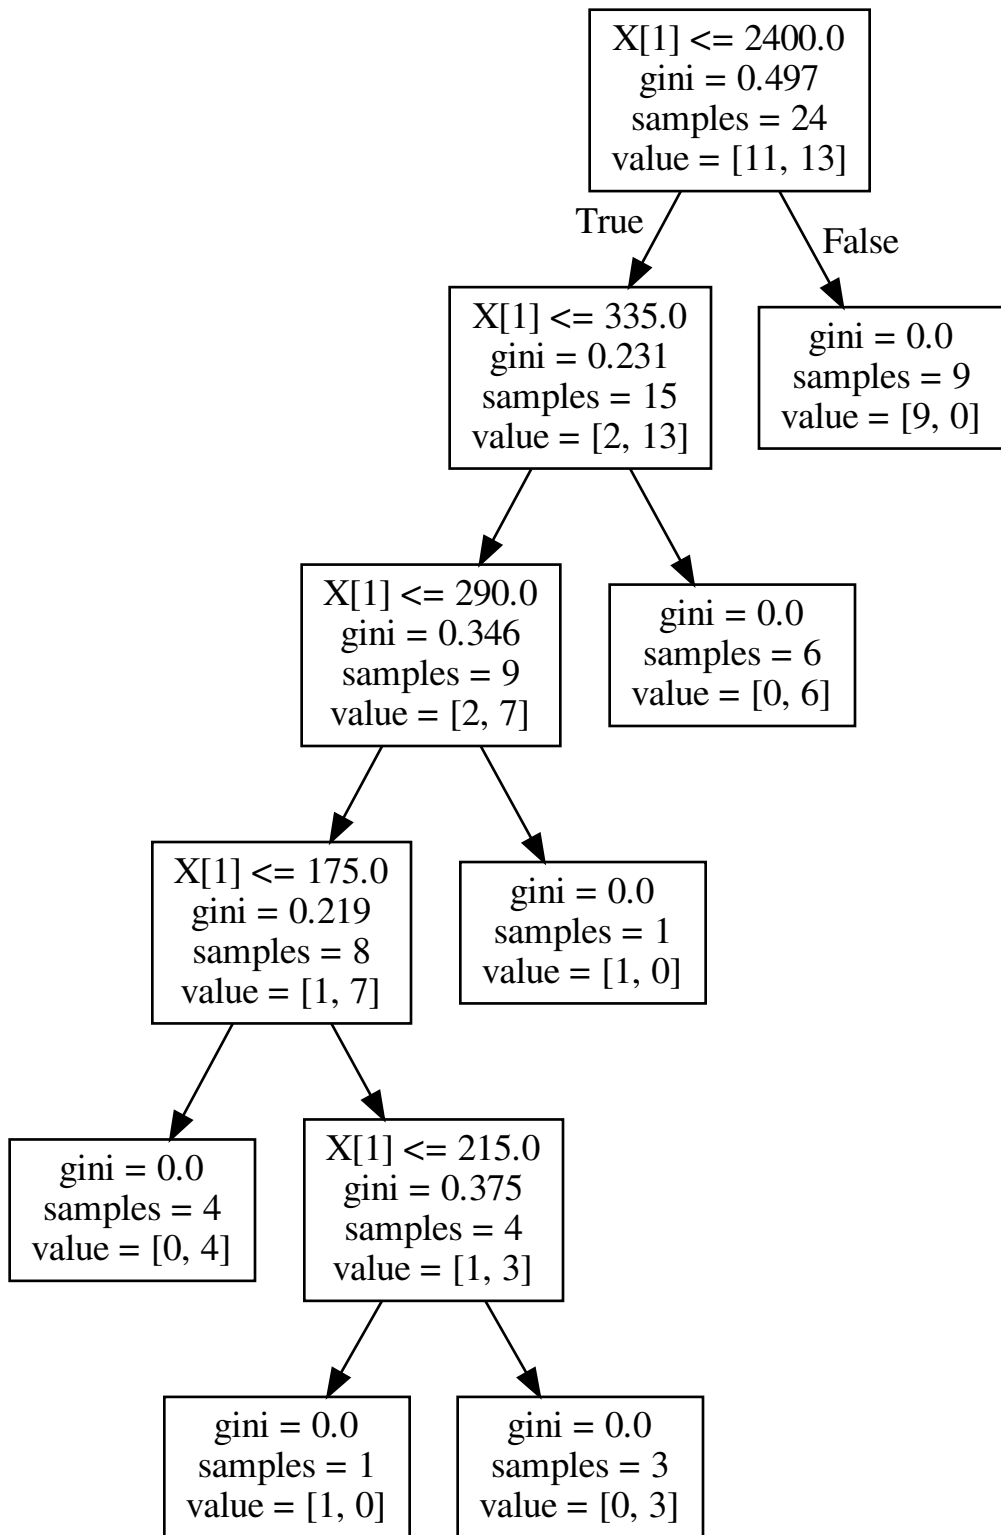 X[1] <= 2400.0
gini = 0.497
samples = 24
value = [11, 13]
True
False
X[1] <= 335.0
gini = 0.231
samples = 15
value = [2, 13]
gini = 0.0
samples = 9
value = [9, 0]
X[1] <= 290.0
gini = 0.346
samples = 9
value = [2, 7]
gini = 0.0
samples = 6
value = [0, 6]
X[1] <= 175.0
gini = 0.219
samples = 8
value = [1, 7]
gini = 0.0
samples = 1
value = [1, 0]
gini = 0.0
samples = 4
value = [0, 4]
X[1] <= 215.0
gini = 0.375
samples = 4
value = [1, 3]
gini = 0.0
samples = 1
value = [1, 0]
gini = 0.0
samples = 3
value = [0, 3]